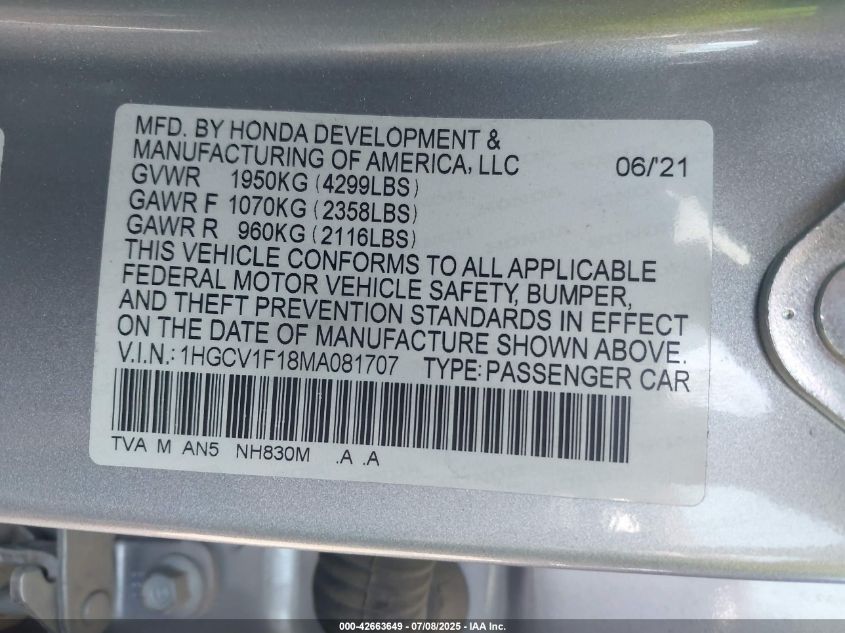 MFD. BY HONDA DEVELOPMENT &
MANUFACTURING OF AMERICA, LLC 06/'21
GVWR 1950KG (4299LBS)
GAWR F 1070KG (2358LBS)
GAWR R 960KG (2116LBS)
THIS VEHICLE CONFORMS TO ALL APPLICABLE
FEDERAL MOTOR VEHICLE SAFETY, BUMPER,
AND THEFT PREVENTION STANDARDS IN EFFECT
ON THE DATE OF MANUFACTURE SHOWN ABOVE.
V.I.N.: 1HGCV1F18MA081707 TYPE: PASSENGER CAR
TVA M AN5 NH830M .A .A
000-42663649 - 07/08/2025 - IAA Inc.